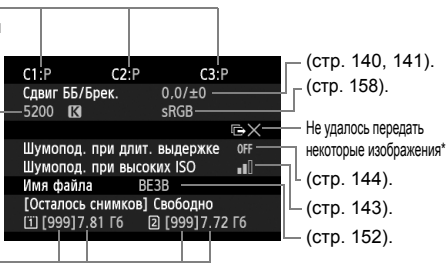 C1:P C2:P C3:P
Сдвиг ББ/Брек. 0,0/±0
5200 K sRGB
Шумопод. при длит. выдержке OFF
Шумопод. при высоких ISO
Имя файла BE3B
[Осталось снимков] Свободно
1 [999]7.81 Гб 2 [999]7.72 Гб
(стр. 140, 141).
(стр. 158).
Не удалось передать
некоторые изображения*
(стр. 144).
(стр. 143).
(стр. 152).